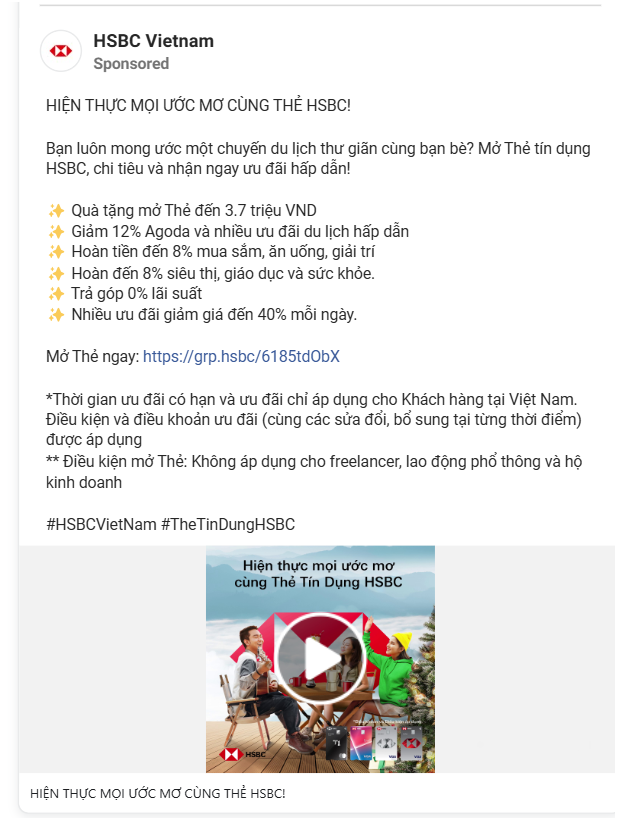 HSBC Vietnam
Sponsored
HIỆN THỰC MỌI ƯỚC MƠ CÙNG THẺ HSBC!
Bạn luôn mong ước một chuyến du lịch thư giãn cùng bạn bè? Mở Thẻ tín dụng
HSBC, chi tiêu và nhận ngay ưu đãi hấp dẫn!
✨ Quà tặng mở Thẻ đến 3.7 triệu VND
✨ Giảm 12% Agoda và nhiều ưu đãi du lịch hấp dẫn
✨ Hoàn tiền đến 8% mua sắm, ăn uống, giải trí
✨ Hoàn đến 8% siêu thị, giáo dục và sức khỏe.
✨ Trả góp 0% lãi suất
✨ Nhiều ưu đãi giảm giá đến 40% mỗi ngày.
Mở Thẻ ngay: https://grp.hsbc/6185tdObX
*Thời gian ưu đãi có hạn và ưu đãi chỉ áp dụng cho Khách hàng tại Việt Nam.
Điều kiện và điều khoản ưu đãi (cùng các sửa đổi, bổ sung tại từng thời điểm)
được áp dụng
** Điều kiện mở Thẻ: Không áp dụng cho freelancer, lao động phổ thông và hộ
kinh doanh
#HSBCVietNam #TheTinDungHSBC
Hiện thực mọi ước mơ
cùng Thẻ Tín Dụng HSBC
HSBC
HIỆN THỰC MỌI ƯỚC MƠ CÙNG THẺ HSBC!